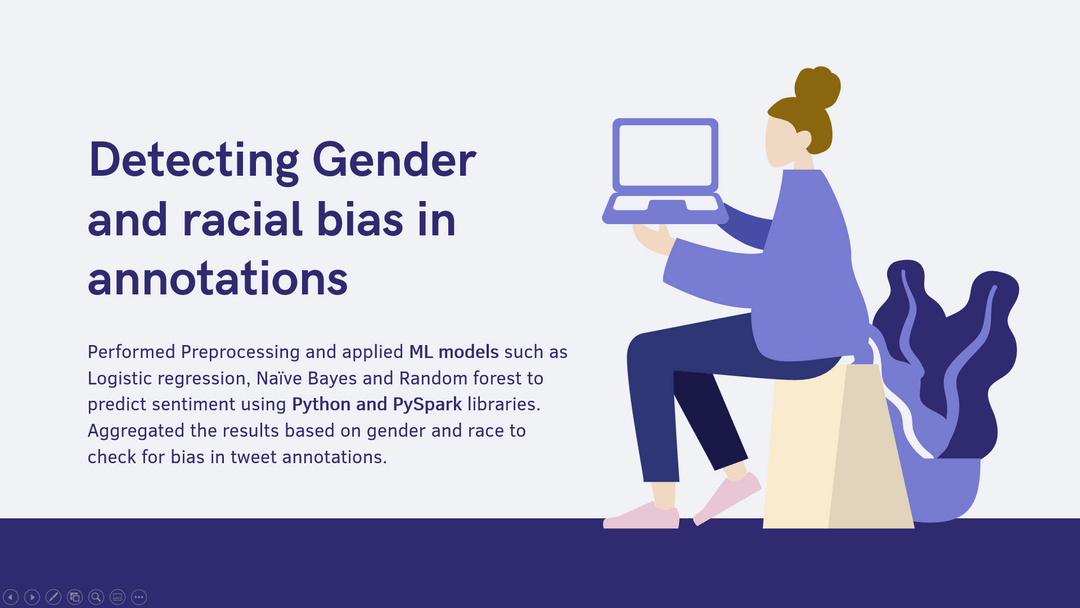 Detecting Gender
and racial bias in
annotations
Performed Preprocessing and applied ML models such as
Logistic regression, Naïve Bayes and Random forest to
predict sentiment using Python and PySpark libraries.
Aggregated the results based on gender and race to
check for bias in tweet annotations.